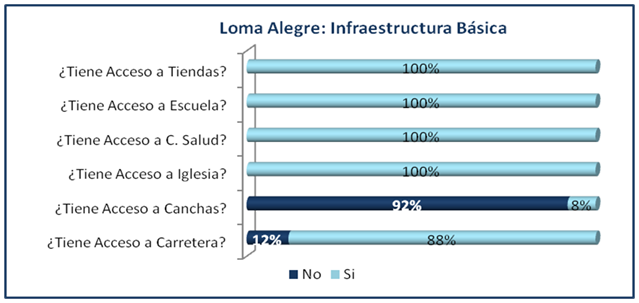 Loma Alegre: Infraestructura Básica
¿Tiene Acceso a Tiendas? 100%
¿Tiene Acceso a Escuela? 100%
¿Tiene Acceso a C. Salud? 100%
¿Tiene Acceso a Iglesia? 100%
¿Tiene Acceso a Canchas? 92% 8%
¿Tiene Acceso a Carretera? 12% 88%
No Si